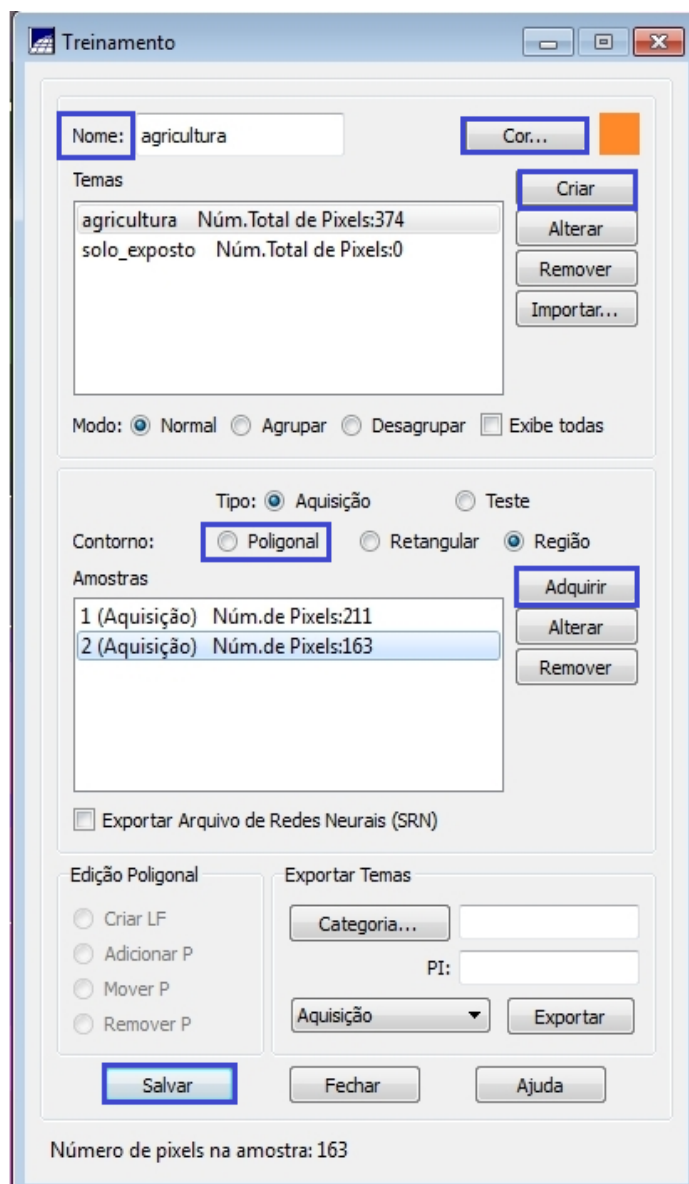 Treinamento
Nome: agricultura Cor...
Temas
Criar
agricultura Núm.Total de Pixels:374
solo_exposto Núm.Total de Pixels:0
Alterar
Remover
Importar...
Modo: Normal Agrupar Desagrupar Exibe todas
Tipo: Aquisição Teste
Contorno: Poligonal Retangular Região
Amostras
Adquirir
1 (Aquisição) Núm.de Pixels:211
2 (Aquisição) Núm.de Pixels:163
Alterar
Remover
Exportar Arquivo de Redes Neurais (SRN)
Edição Poligonal
Criar LF
Adicionar P
Mover P
Remover P
Exportar Temas
Categoria...
PI:
Aquisição Exportar
Salvar Fechar Ajuda
Número de pixels na amostra: 163